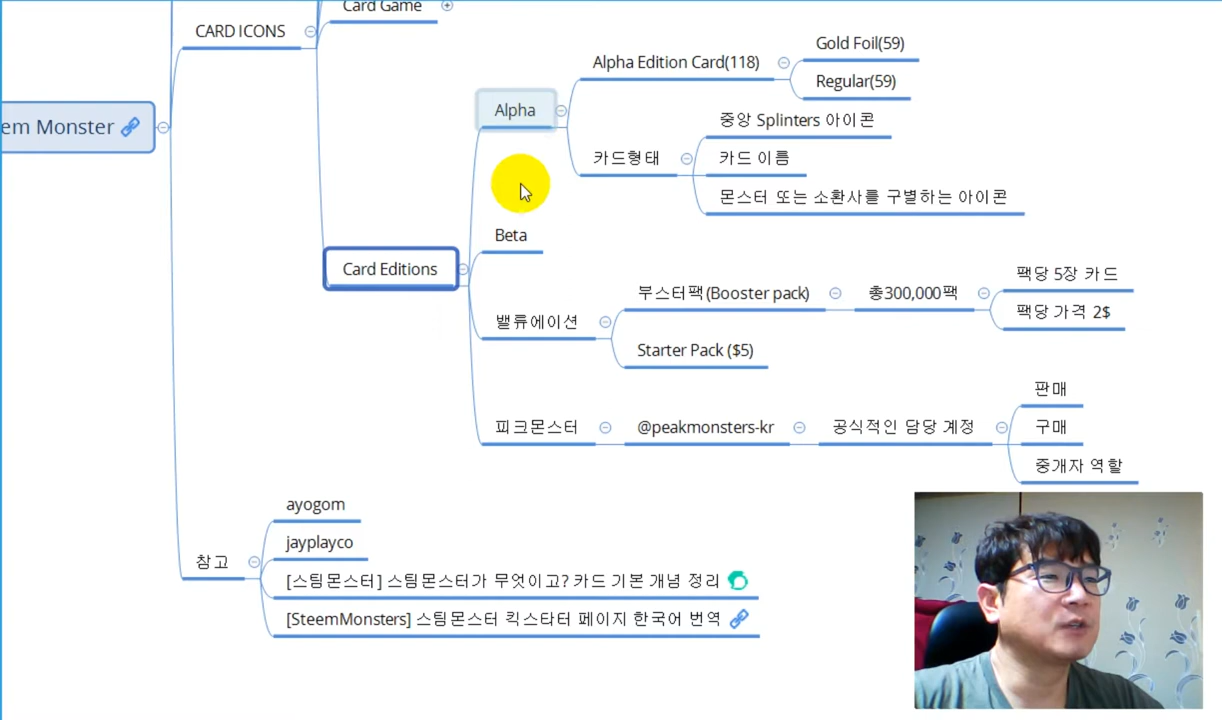 Card Game
CARD ICONS
em Monster
Alpha
Alpha Edition Card(118)
Gold Foil(59)
Regular(59)
카드형태
중앙 Splinters 아이콘
카드 이름
몬스터 또는 소환사를 구별하는 아이콘
Beta
Card Editions
밸류에이션
부스터팩(Booster pack)
총300,000팩
팩당 5장 카드
팩당 가격 2$
Starter Pack ($5)
피크몬스터
@peakmonsters-kr
공식적인 담당 계정
판매
구매
중개자 역할
참고
ayogom
jayplayco
[스팀몬스터] 스팀몬스터가 무엇이고? 카드 기본 개념 정리
[SteemMonsters] 스팀몬스터 킥스타터 페이지 한국어 번역